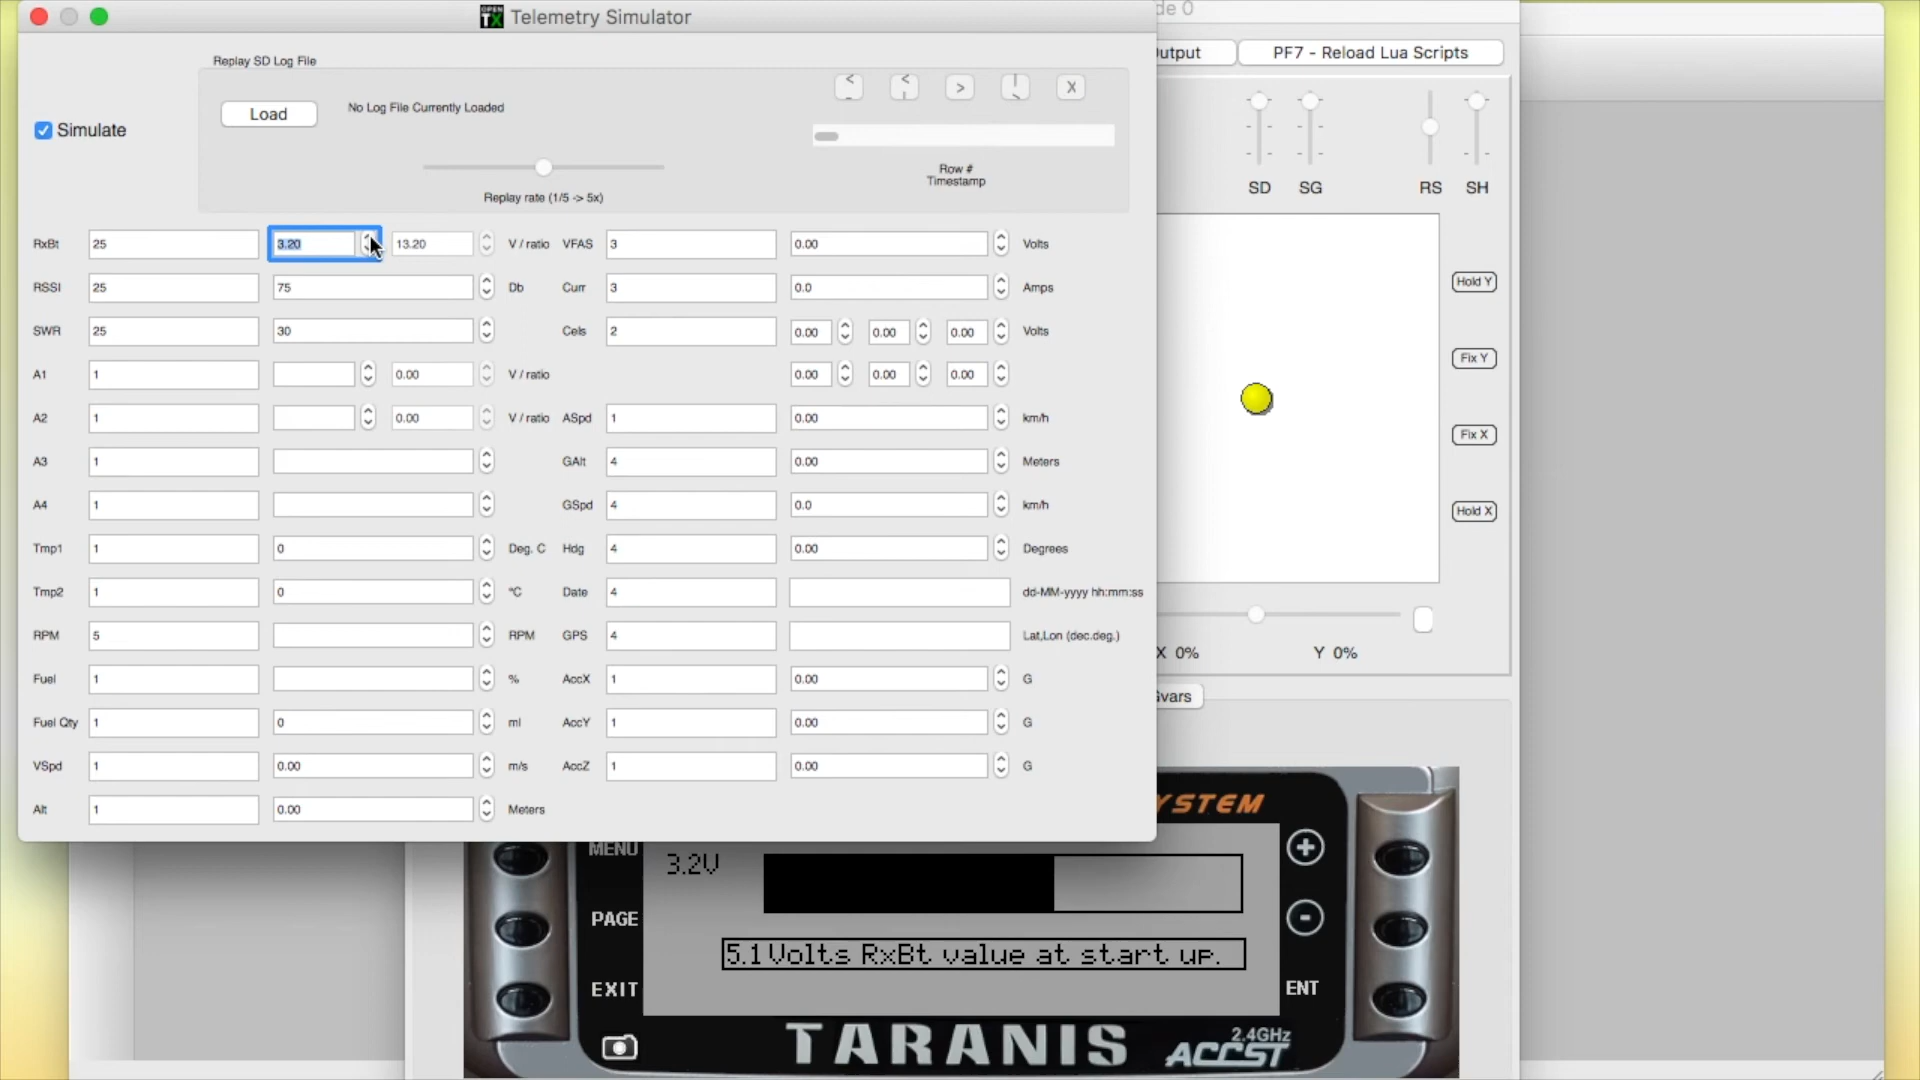 OPEN TX Telemetry Simulator
de 0
Replay SD Log File
Output
PF7 - Reload Lua Scripts
Load
No Log File Currently Loaded
< -
< |
>
| >
X
Simulate
Row #
Timestamp
Replay rate (1/5 -> 5x)
SD SG RS SH
RxBt 25 3.20 13.20 V / ratio VFAS 3 0.00 Volts
RSSI 25 75 Db Curr 3 0.0 Amps
Hold Y
SWR 25 30 Cels 2 0.00 0.00 0.00 Volts
Fix Y
A1 1 0.00 V / ratio 0.00 0.00 0.00
A2 1 0.00 V / ratio ASpd 1 0.00 km/h
Fix X
A3 1 GAlt 4 0.00 Meters
A4 1 GSpd 4 0.0 km/h
Hold X
Tmp1 1 0 Deg. C Hdg 4 0.00 Degrees
Tmp2 1 0 °C Date 4 dd-MM-yyyy hh:mm:ss
RPM 5 RPM GPS 4 Lat,Lon (dec.deg.)
X 0% Y 0%
Fuel 1 % AccX 1 0.00 G
Gvars
Fuel Qty 1 0 ml AccY 1 0.00 G
VSpd 1 0.00 m/s AccZ 1 0.00 G
Alt 1 0.00 Meters
YSTEM
MENU
3.2V
+
PAGE
-
5.1Volts RxBt value at start up.
EXIT
ENT
TARANIS
2.4GHz
ACCST